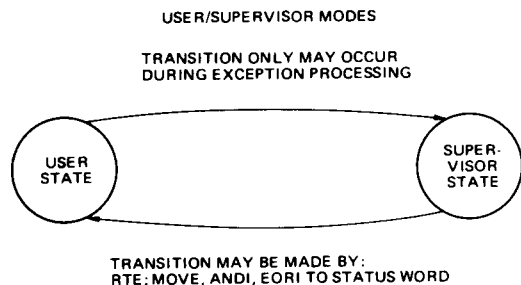 USER/SUPERVISOR MODES
TRANSITION ONLY MAY OCCUR
DURING EXCEPTION PROCESSING
USER
STATE
SUPER-
VISOR
STATE
TRANSITION MAY BE MADE BY:
RTE: MOVE, ANDI, EORI TO STATUS WORD